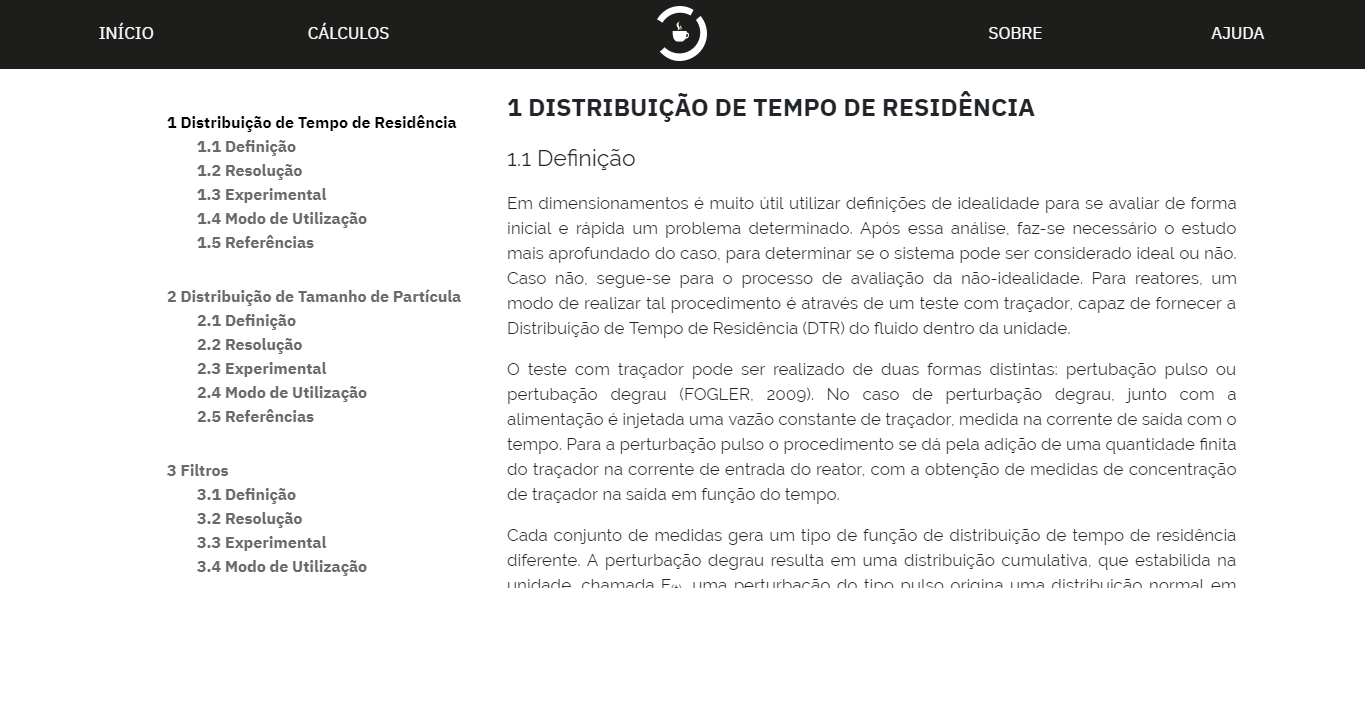 INÍCIO
CÁLCULOS
SOBRE
AJUDA
1 Distribuição de Tempo de Residência
1.1 Definição
1.2 Resolução
1.3 Experimental
1.4 Modo de Utilização
1.5 Referências
2 Distribuição de Tamanho de Partícula
2.1 Definição
2.2 Resolução
2.3 Experimental
2.4 Modo de Utilização
2.5 Referências
3 Filtros
3.1 Definição
3.2 Resolução
3.3 Experimental
3.4 Modo de Utilização
1 DISTRIBUIÇÃO DE TEMPO DE RESIDÊNCIA
1.1 Definição
Em dimensionamentos é muito útil utilizar definições de idealidade para se avaliar de forma
inicial e rápida um problema determinado. Após essa análise, faz-se necessário o estudo
mais aprofundado do caso, para determinar se o sistema pode ser considerado ideal ou não.
Caso não, segue-se para o processo de avaliação da não-idealidade. Para reatores, um
modo de realizar tal procedimento é através de um teste com traçador, capaz de fornecer a
Distribuição de Tempo de Residência (DTR) do fluido dentro da unidade.
O teste com traçador pode ser realizado de duas formas distintas: pertubação pulso ou
pertubação degrau (FOGLER, 2009). No caso de perturbação degrau, junto com a
alimentação é injetada uma vazão constante de traçador, medida na corrente de saída com o
tempo. Para a perturbação pulso o procedimento se dá pela adição de uma quantidade finita
do traçador na corrente de entrada do reator, com a obtenção de medidas de concentração
de traçador na saída em função do tempo.
Cada conjunto de medidas gera um tipo de função de distribuição de tempo de residência
diferente. A perturbação degrau resulta em uma distribuição cumulativa, que estabilida na
unidade, chamada F(t), uma perturbação do tipo pulso origina uma distribuição normal em